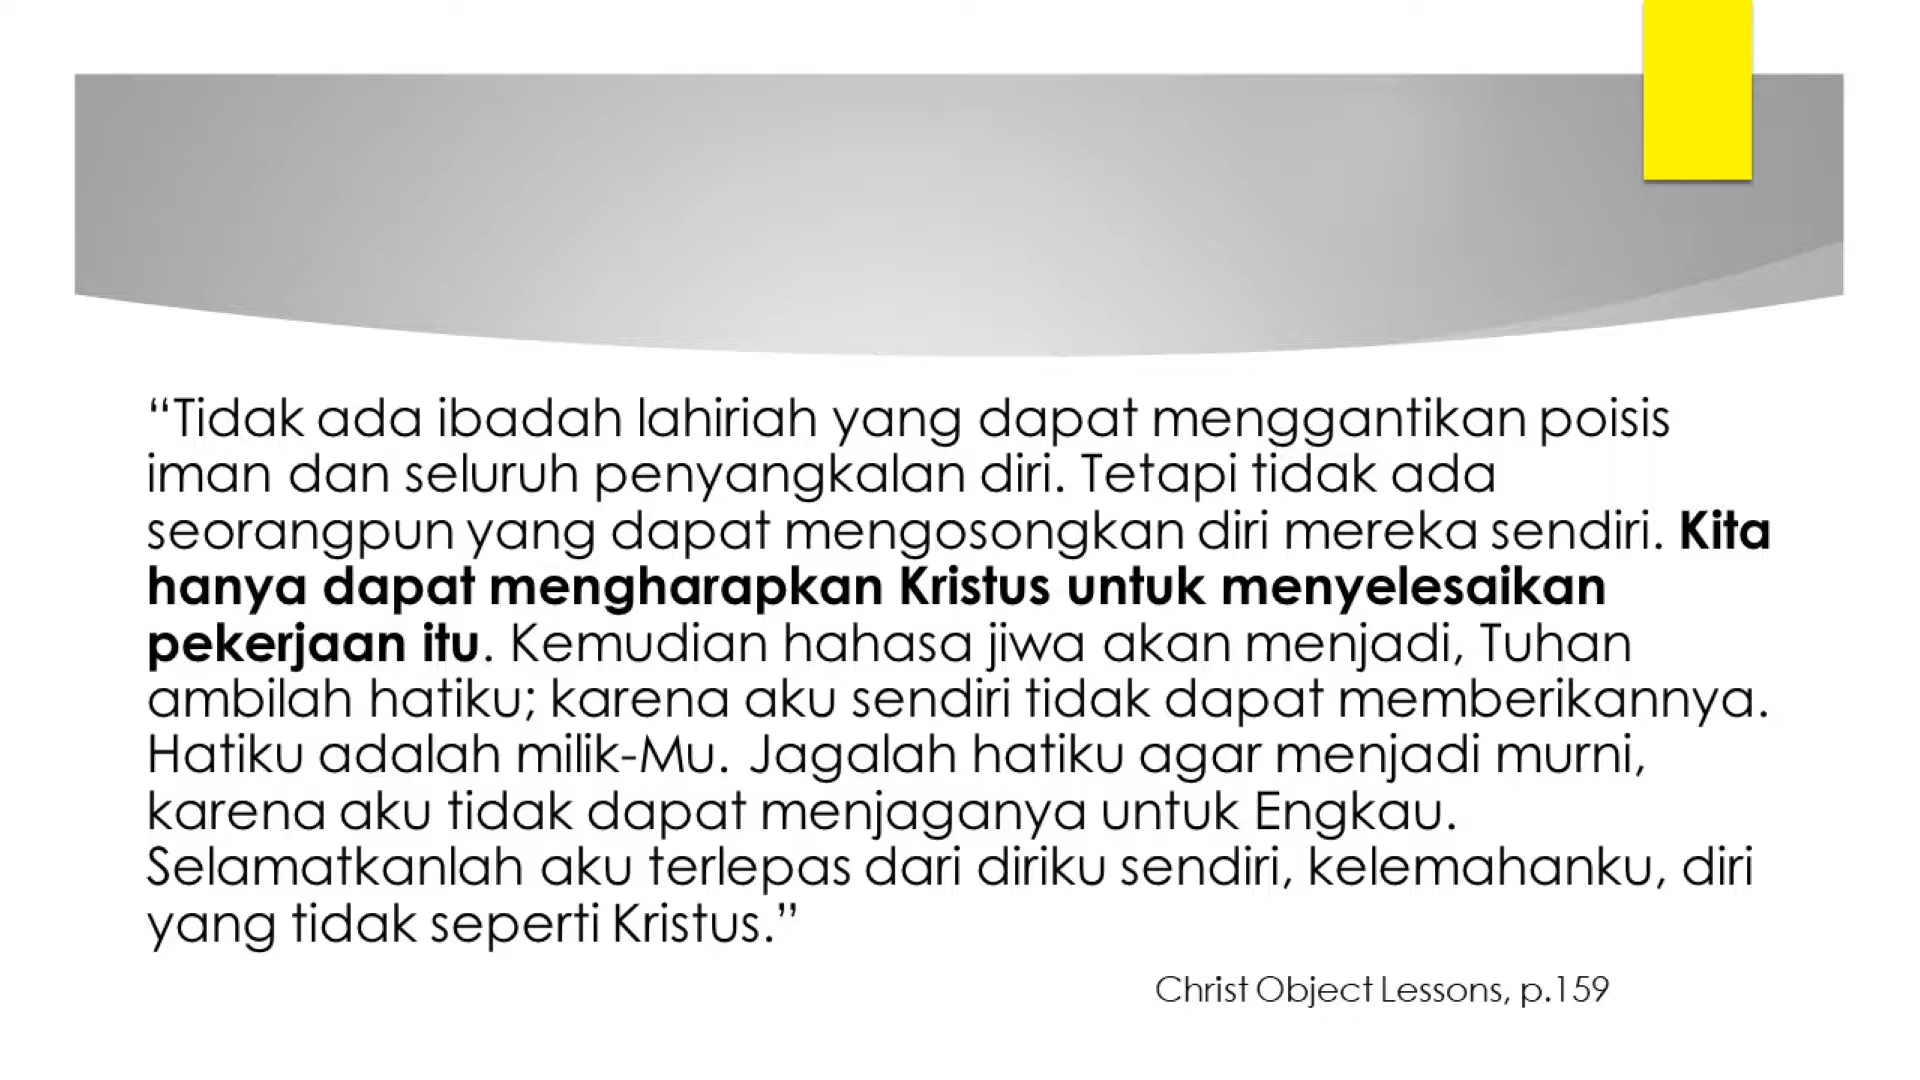 “Tidak ada ibadah lahiriah yang dapat menggantikan poisis
iman dan seluruh penyangkalan diri. Tetapi tidak ada
seorangpun yang dapat mengosongkan diri mereka sendiri. Kita
hanya dapat mengharapkan Kristus untuk menyelesaikan
pekerjaan itu. Kemudian hahasa jiwa akan menjadi, Tuhan
ambilah hatiku; karena aku sendiri tidak dapat memberikannya.
Hatiku adalah milik-Mu. Jagalah hatiku agar menjadi murni,
karena aku tidak dapat menjaganya untuk Engkau.
Selamatkanlah aku terlepas dari diriku sendiri, kelemahanku, diri
yang tidak seperti Kristus.”
Christ Object Lessons, p.159